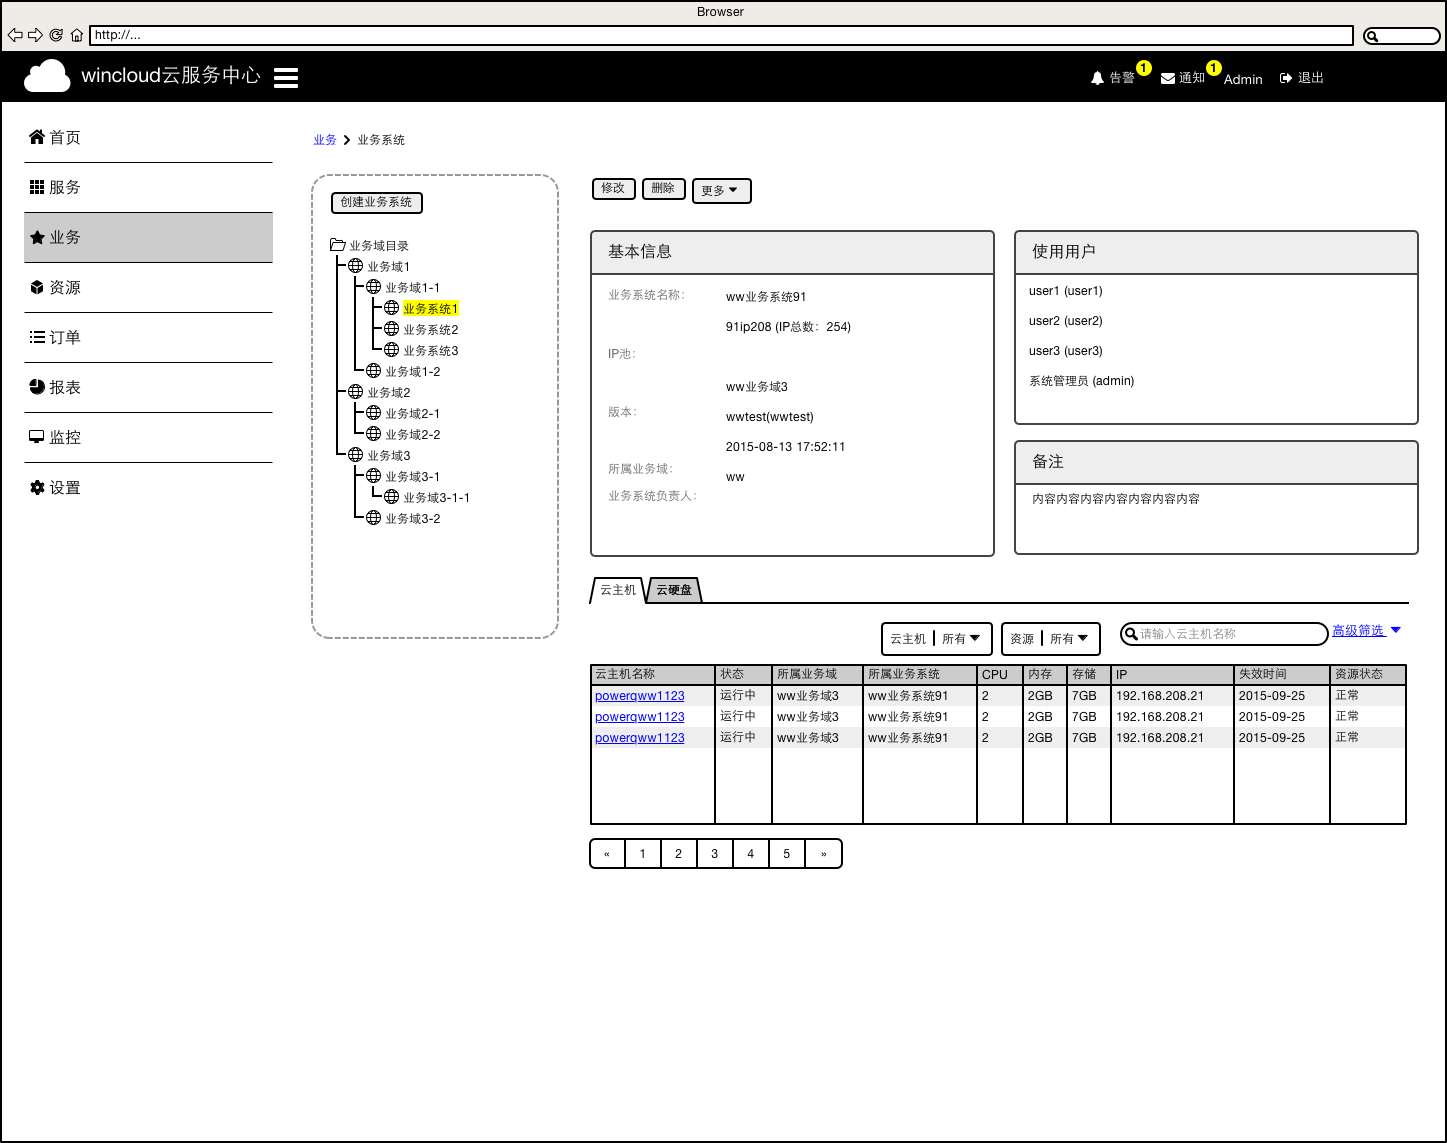 Browser
http://...
wincloud云服务中心
告警 1
通知 1
Admin
退出
首页
服务
业务
资源
订单
报表
监控
设置
业务 业务系统
创建业务系统
业务域目录
业务域1
业务域1-1
业务系统1
业务系统2
业务系统3
业务域1-2
业务域2
业务域2-1
业务域2-2
业务域3
业务域3-1
业务域3-1-1
业务域3-2
修改 删除 更多
基本信息
业务系统名称： ww业务系统91
91ip208 (IP总数：254)
IP池：
ww业务域3
版本： wwtest(wwtest)
2015-08-13 17:52:11
所属业务域： ww
业务系统负责人：
使用用户
user1 (user1)
user2 (user2)
user3 (user3)
系统管理员 (admin)
备注
内容内容内容内容内容内容内容
云主机 云硬盘
云主机 所有 资源 所有 请输入云主机名称 高级筛选
云主机名称 状态 所属业务域 所属业务系统 CPU 内存 存储 IP 失效时间 资源状态
powerqww1123 运行中 ww业务域3 ww业务系统91 2 2GB 7GB 192.168.208.21 2015-09-25 正常
powerqww1123 运行中 ww业务域3 ww业务系统91 2 2GB 7GB 192.168.208.21 2015-09-25 正常
powerqww1123 运行中 ww业务域3 ww业务系统91 2 2GB 7GB 192.168.208.21 2015-09-25 正常
« 1 2 3 4 5 »